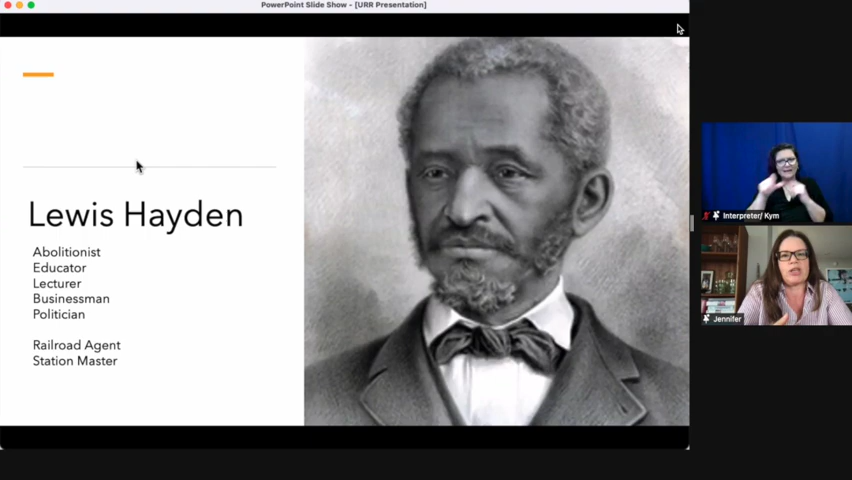 PowerPoint Slide Show - [URR Presentation]
Lewis Hayden
Abolitionist
Educator
Lecturer
Businessman
Politician
Railroad Agent
Station Master
Interpreter/ Kym
Jennifer